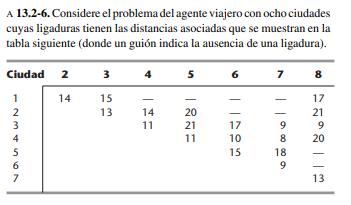 A 13.2-6. Considere el problema del agente viajero con ocho ciudades
cuyas ligaduras tienen las distancias asociadas que se muestran en la
tabla siguiente (donde un guión indica la ausencia de una ligadura).
Ciudad 2 3 4 5 6 7 8
1 14 15 — — — — 17
2 13 14 20 — — 21
3 11 21 17 9 9
4 11 10 8 20
5 15 18 —
6 9 —
7 13